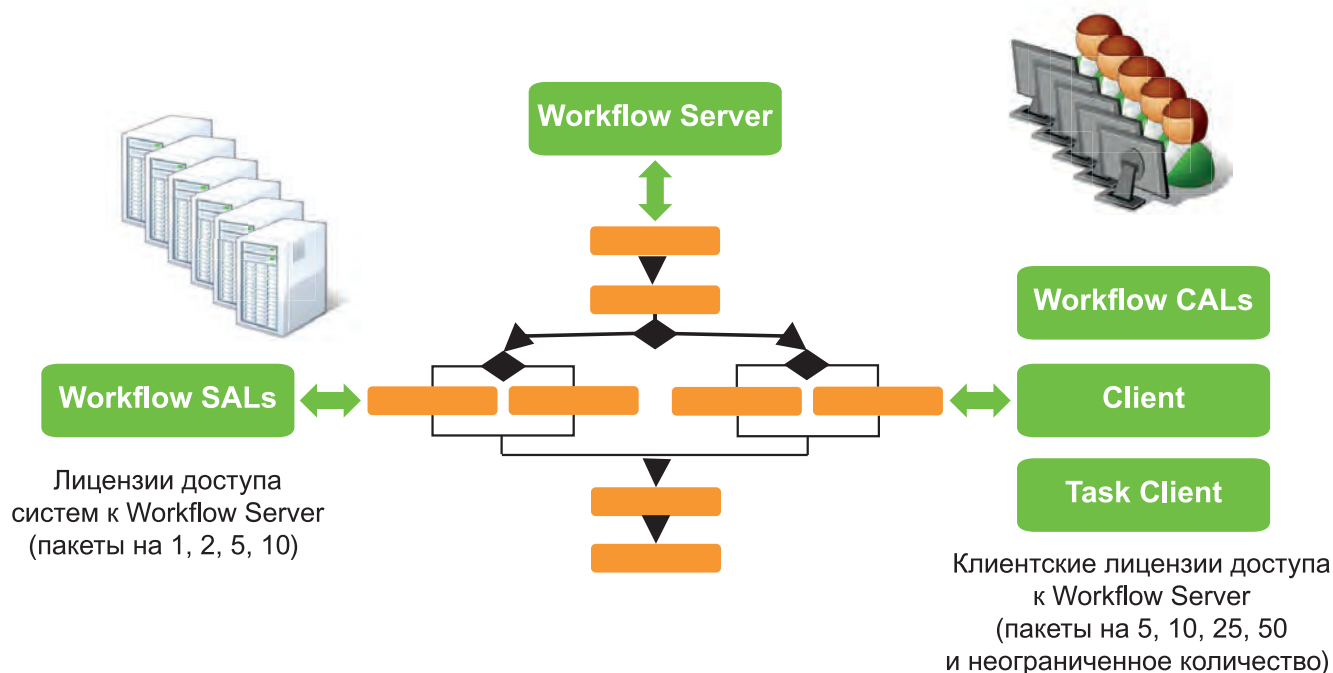 Workflow Server
Workflow SALs
Лицензии доступа
систем к Workflow Server
(пакеты на 1, 2, 5, 10)
Workflow CALs
Client
Task Client
Клиентские лицензии доступа
к Workflow Server
(пакеты на 5, 10, 25, 50
и неограниченное количество)